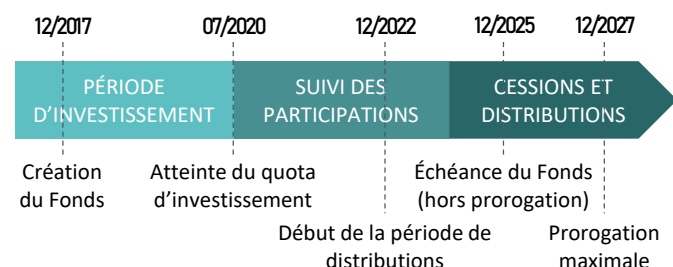 12/2017
07/2020
12/2022
12/2025
12/2027
PÉRIODE
D'INVESTISSEMENT
SUIVI DES
PARTICIPATIONS
CESSIONS ET
DISTRIBUTIONS
Création
du Fonds
Atteinte du quota
d'investissement
Échéance du Fonds
(hors prorogation)
Début de la période de
distributions
Prorogation
maximale